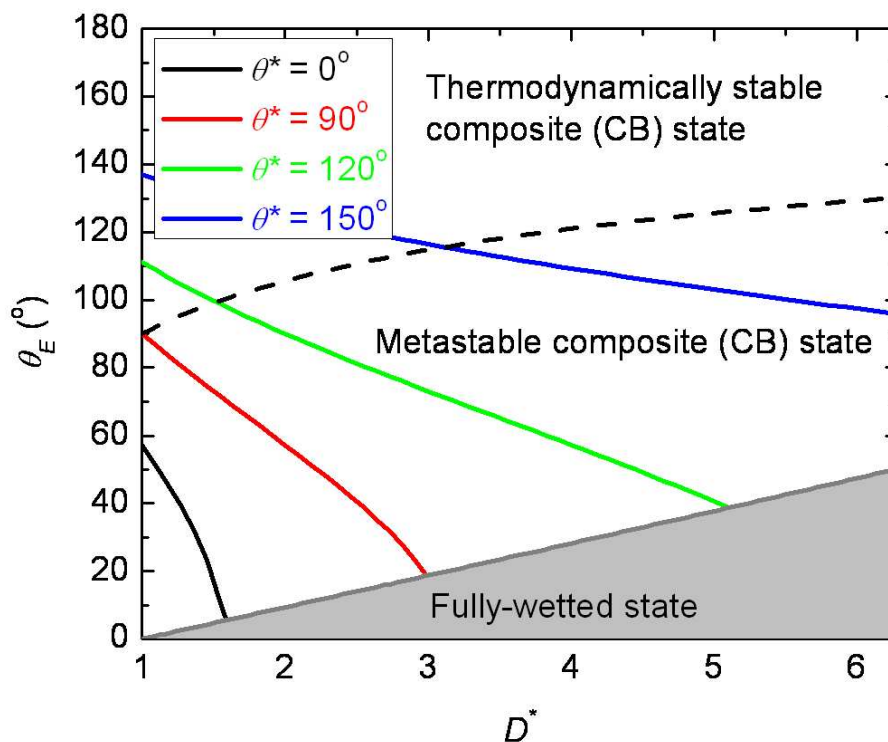 180
160
140
120
100
80
60
40
20
0
θE (°)
θ* = 0°
θ* = 90°
θ* = 120°
θ* = 150°
Thermodynamically stable
composite (CB) state
Metastable composite (CB) state
Fully-wetted state
1 2 3 4 5 6
D*